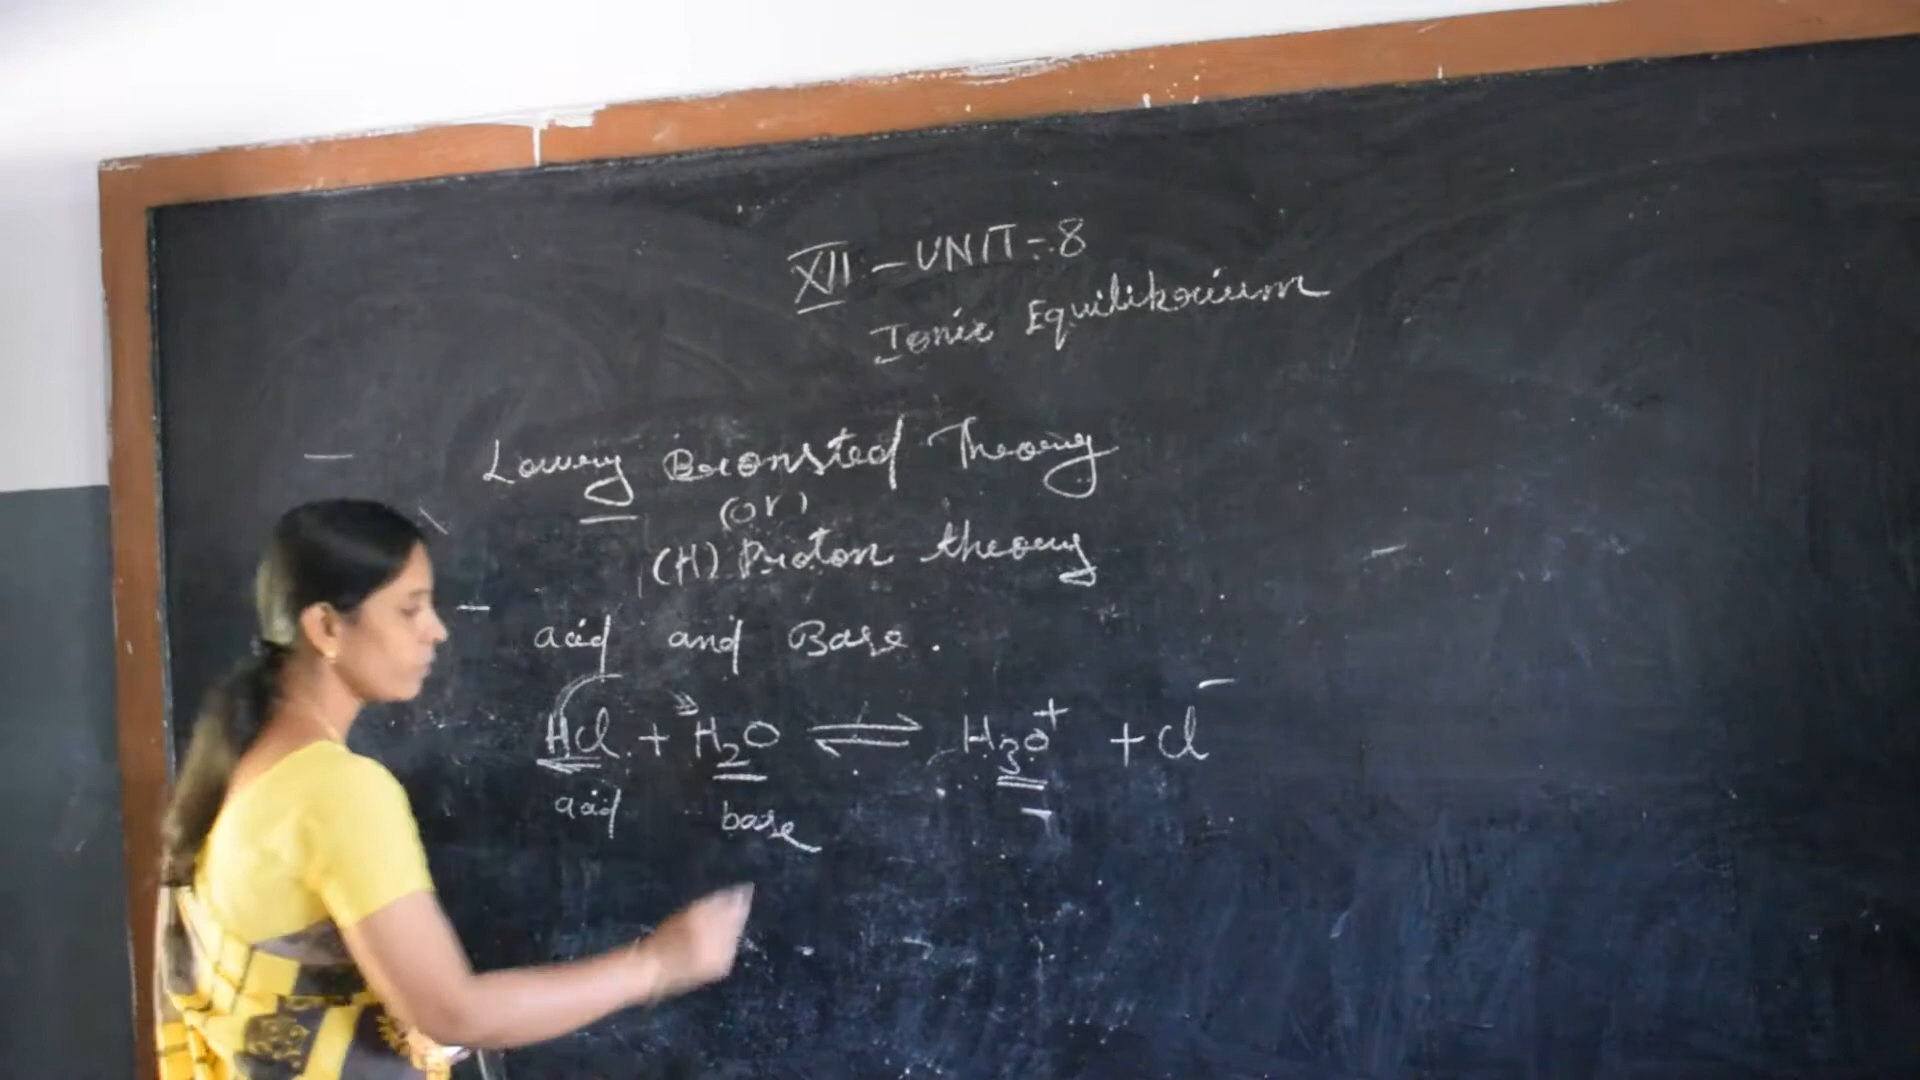 XII - UNIT - 8
Ionic Equilibrium
Lowry Bronsted Theory
(or)
(H) Proton theory
acid and Base.
HCl + H₂O ⇌ H₃O⁺ + Cl⁻
acid base